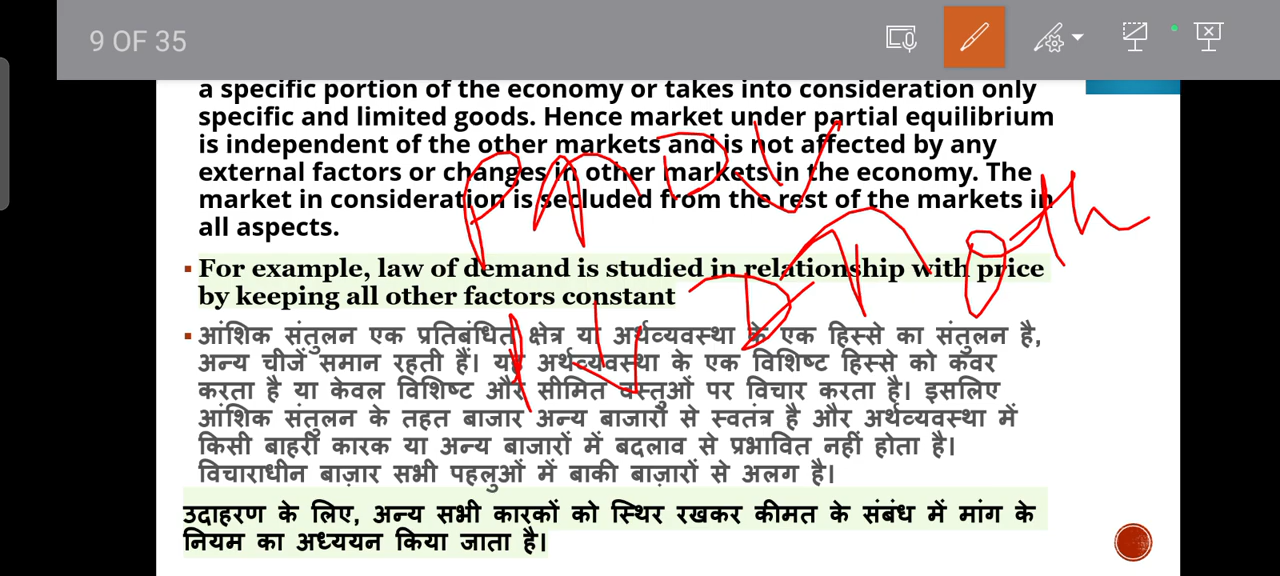 9 OF 35
a specific portion of the economy or takes into consideration only
specific and limited goods. Hence market under partial equilibrium
is independent of the other markets and is not affected by any
external factors or changes in other markets in the economy. The
market in consideration is secluded from the rest of the markets in
all aspects.
▪ For example, law of demand is studied in relationship with price
by keeping all other factors constant
▪ आंशिक संतुलन एक प्रतिबंधित क्षेत्र या अर्थव्यवस्था के एक हिस्से का संतुलन है,
अन्य चीजें समान रहती हैं। यह अर्थव्यवस्था के एक विशिष्ट हिस्से को कवर
करता है या केवल विशिष्ट और सीमित वस्तुओं पर विचार करता है। इसलिए
आंशिक संतुलन के तहत बाजार अन्य बाजारों से स्वतंत्र है और अर्थव्यवस्था में
किसी बाहरी कारक या अन्य बाजारों में बदलाव से प्रभावित नहीं होता है।
विचाराधीन बाज़ार सभी पहलुओं में बाकी बाज़ारों से अलग है।
उदाहरण के लिए, अन्य सभी कारकों को स्थिर रखकर कीमत के संबंध में मांग के
नियम का अध्ययन किया जाता है।